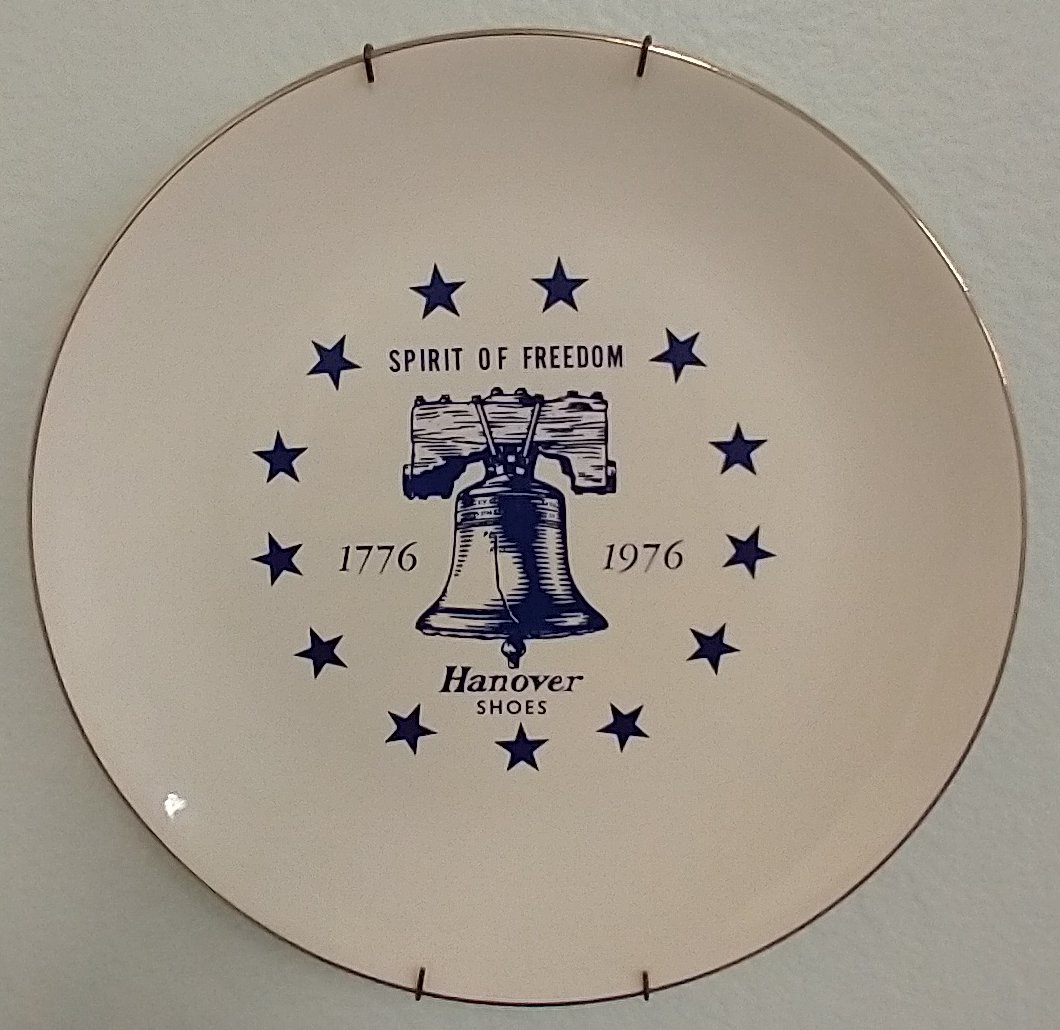 SPIRIT OF FREEDOM
1776 1976
Hanover
SHOES